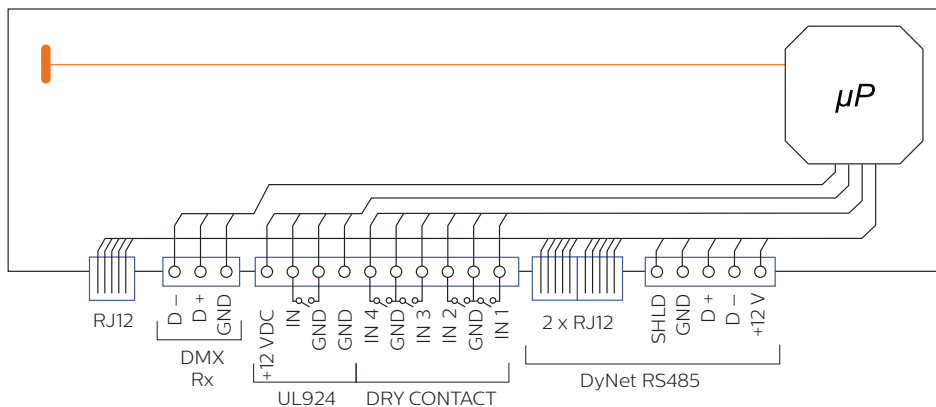 µP
RJ12
D –
D +
GND
+12 VDC
IN
GND
GND
IN 4
GND
IN 3
IN 2
GND
IN 1
2 x RJ12
SHLD
GND
D +
D –
+12 V
DMX
Rx
UL924
DRY CONTACT
DyNet RS485